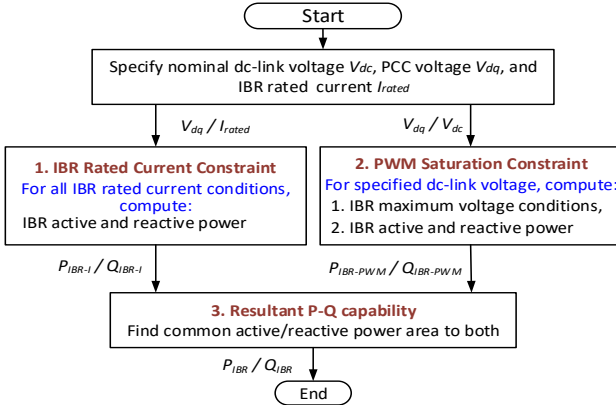 Start
Specify nominal dc-link voltage Vdc, PCC voltage Vdq, and
IBR rated current Irated
Vdq / Irated
Vdq / Vdc
1. IBR Rated Current Constraint
For all IBR rated current conditions,
compute:
IBR active and reactive power
2. PWM Saturation Constraint
For specified dc-link voltage, compute:
1. IBR maximum voltage conditions,
2. IBR active and reactive power
PIBR-I / QIBR-I
PIBR-PWM / QIBR-PWM
3. Resultant P-Q capability
Find common active/reactive power area to both
PIBR / QIBR
End